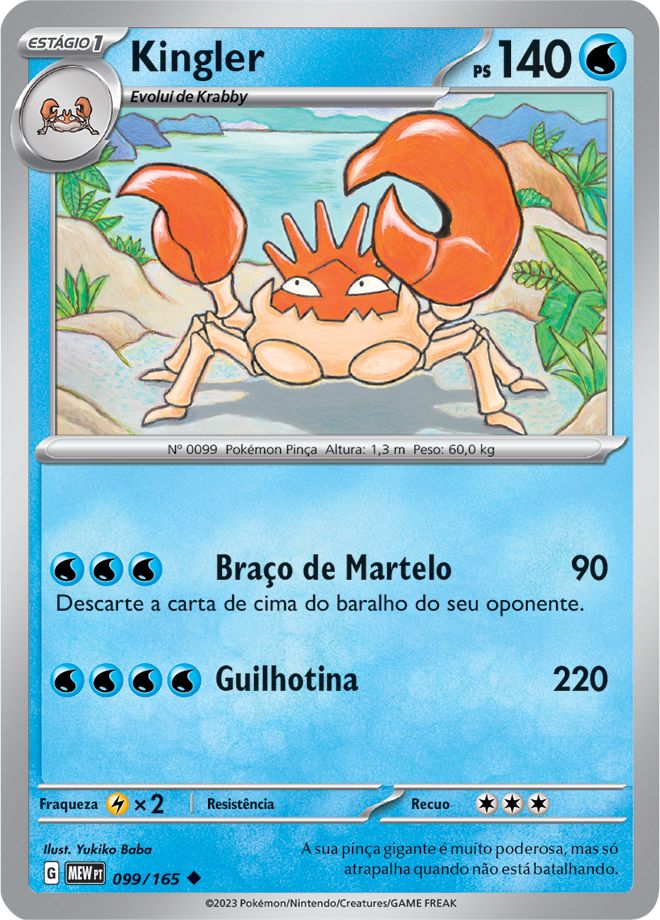 ESTÁGIO 1
Kingler
PS 140
Evolui de Krabby
Nº 0099 Pokémon Pinça Altura: 1,3 m Peso: 60,0 kg
Braço de Martelo 90
Descarte a carta de cima do baralho do seu oponente.
Guilhotina 220
Fraqueza × 2 Resistência Recuo
Ilust. Yukiko Baba
G MEW PT 099/165
A sua pinça gigante é muito poderosa, mas só
atrapalha quando não está batalhando.
©2023 Pokémon/Nintendo/Creatures/GAME FREAK